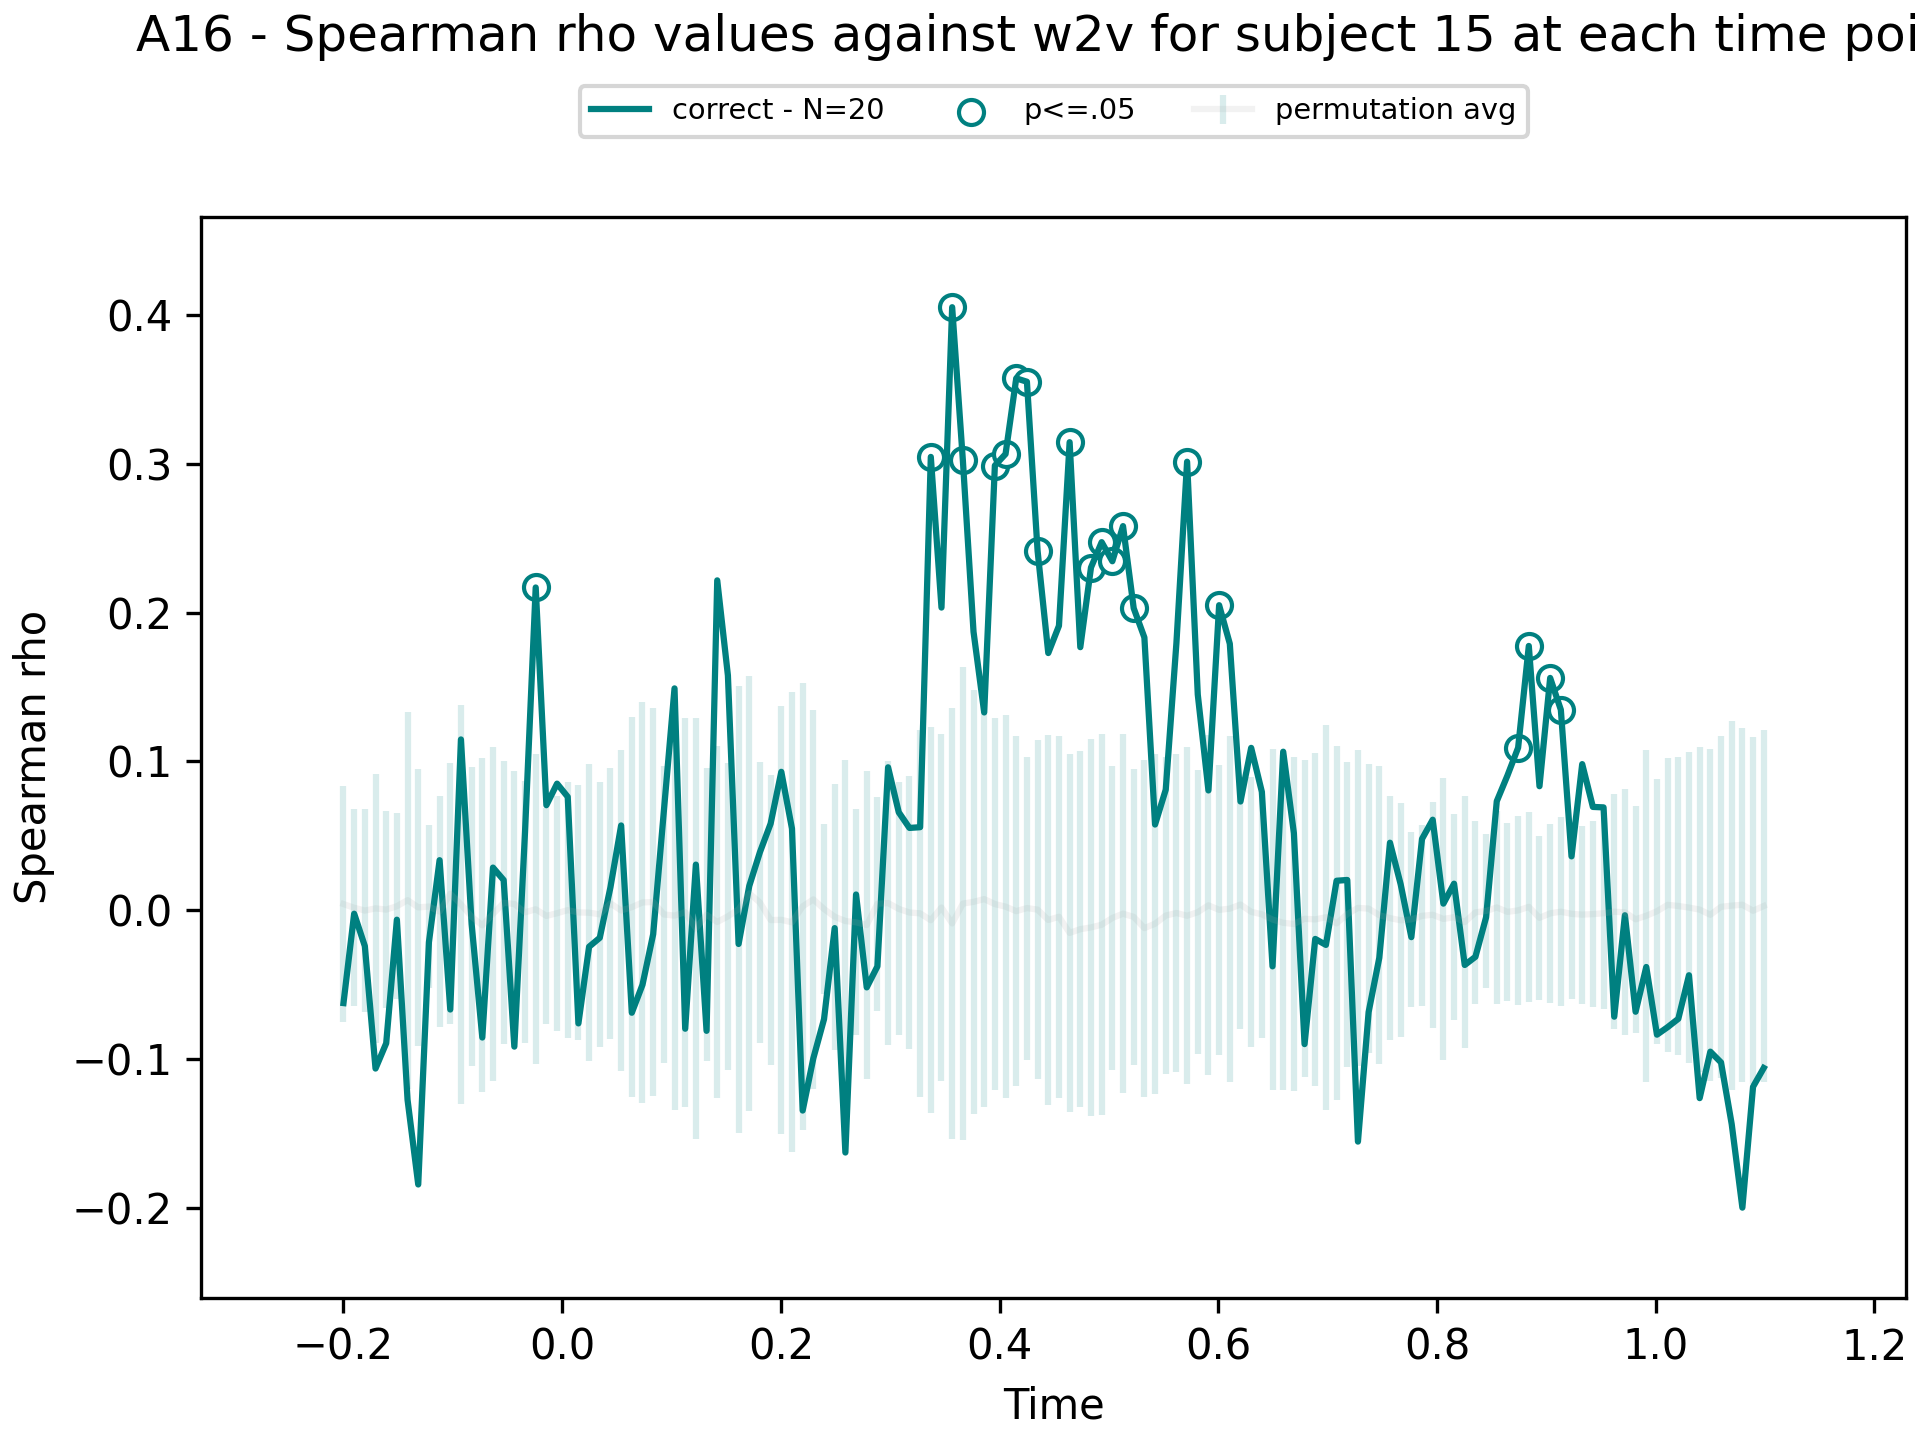 A16 - Spearman rho values against w2v for subject 15 at each time poi
correct - N=20 p<=.05 permutation avg
0.4
0.3
0.2
0.1
0.0
−0.1
−0.2
Spearman rho
−0.2 0.0 0.2 0.4 0.6 0.8 1.0 1.2
Time